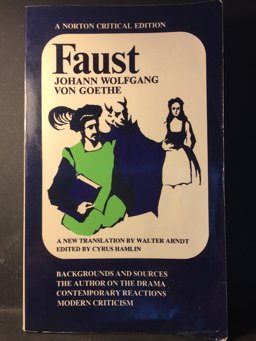 A NORTON CRITICAL EDITION
Faust
JOHANN WOLFGANG
VON GOETHE
A NEW TRANSLATION BY WALTER ARNDT
EDITED BY CYRUS HAMLIN
BACKGROUNDS AND SOURCES
THE AUTHOR ON THE DRAMA
CONTEMPORARY REACTIONS
MODERN CRITICISM